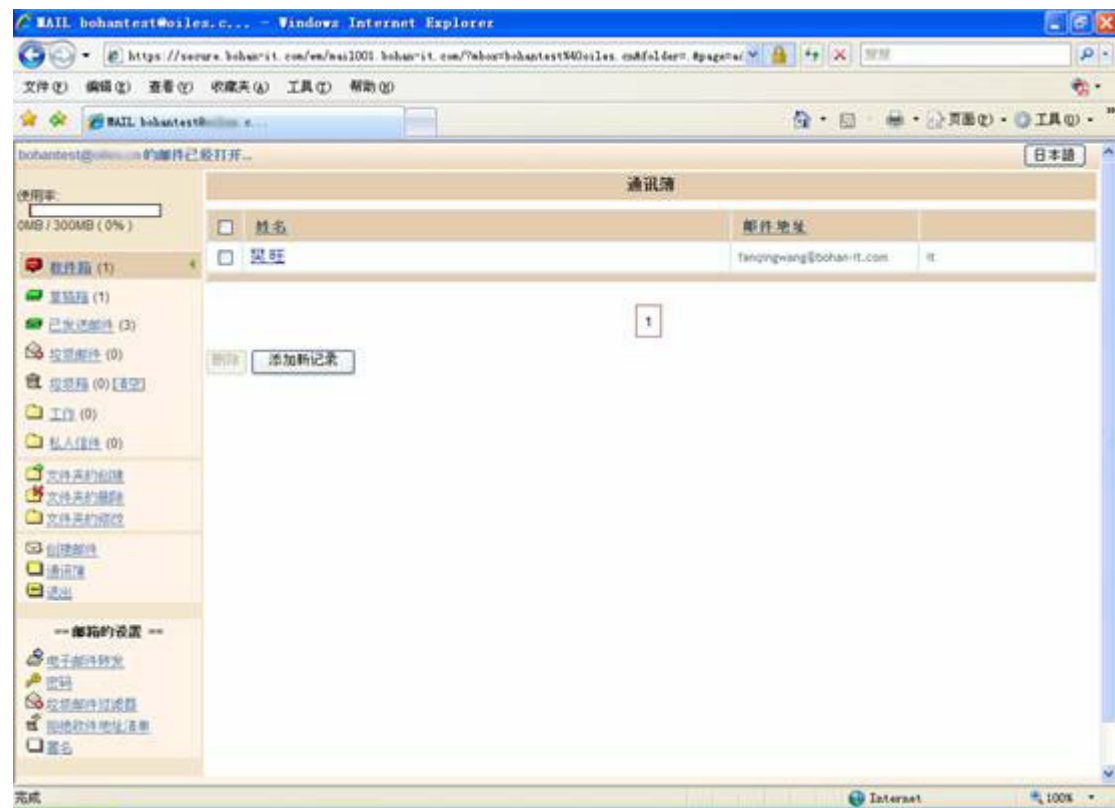 MAIL bohantest@oiles.c... - Windows Internet Explorer
文件(F) 编辑(E) 查看(V) 收藏夹(A) 工具(T) 帮助(H)
MAIL bohantest@
页面(P) 工具(O)
bohantest@ 的邮件已经打开...
日本語
使用率:
0MB / 300MB ( 0% )
通讯簿
姓名 邮件地址
樊旺 fanqingwang@bohan-it.com it
1
删除 添加新记录
收件箱 (1)
草稿箱 (1)
已发送邮件 (3)
垃圾邮件 (0)
垃圾箱 (0) [清空]
工作 (0)
私人信件 (0)
文件夹的创建
文件夹的删除
文件夹的修改
创建邮件
通讯簿
退出
== 邮箱的设置 ==
电子邮件转发
密码
垃圾邮件过滤器
拒绝收件地址清单
署名
完成 Internet 100%